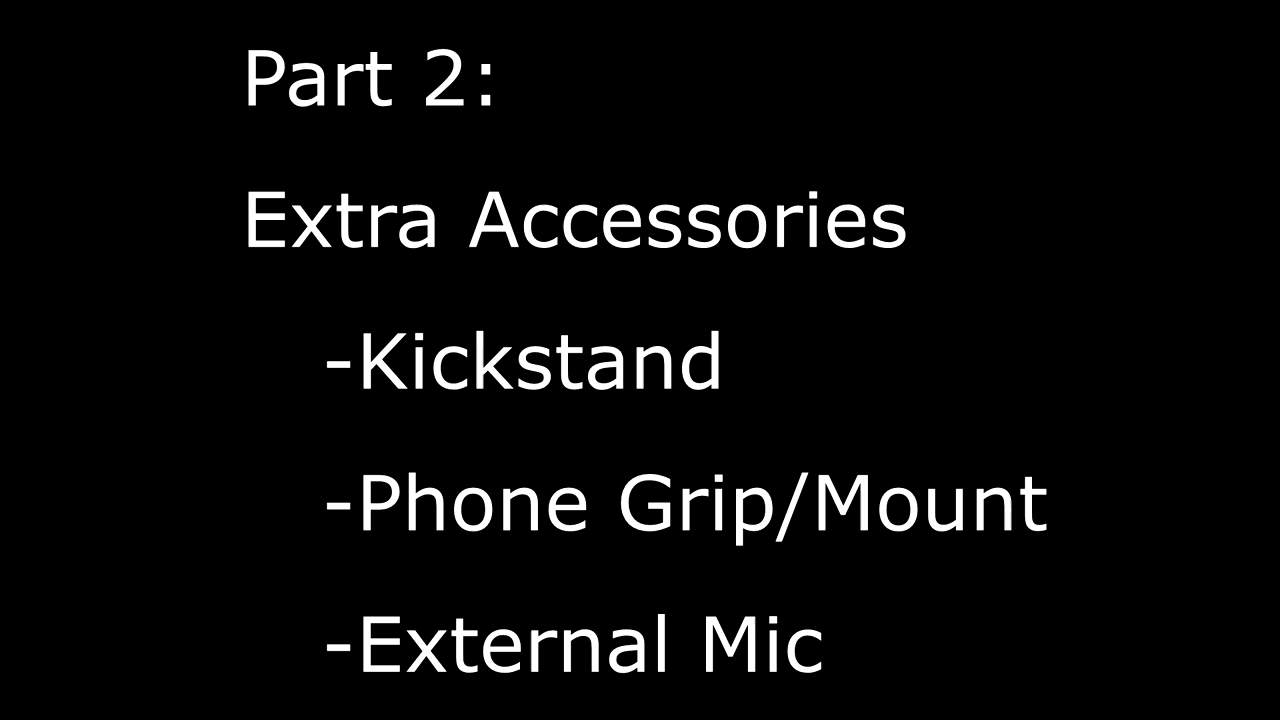 Part 2:
Extra Accessories
-Kickstand
-Phone Grip/Mount
-External Mic